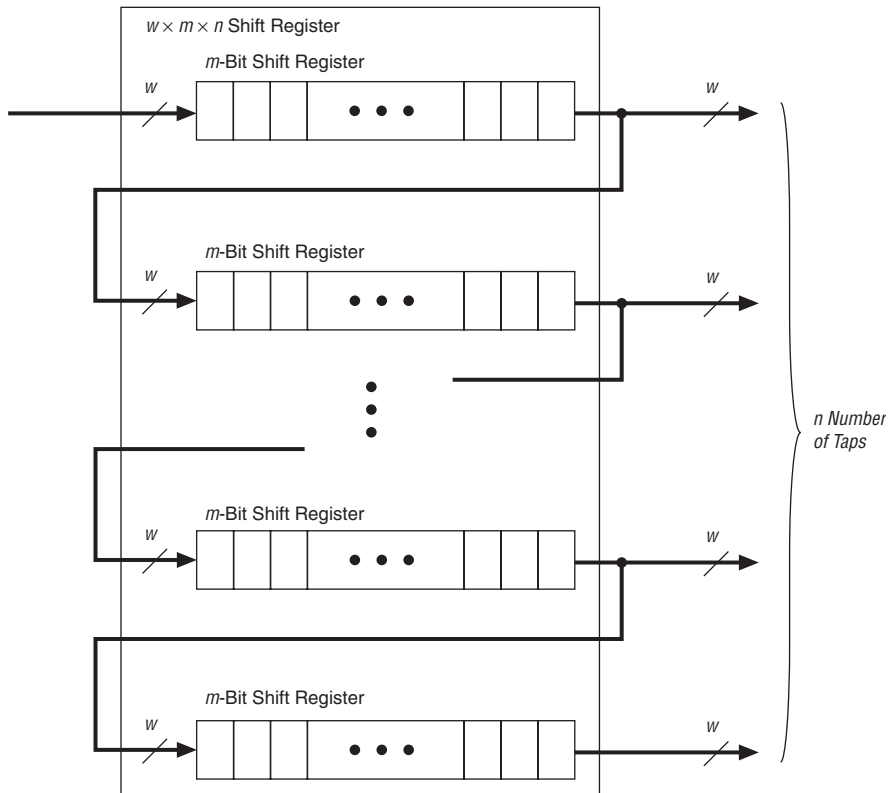 w × m × n Shift Register
m-Bit Shift Register
w
w
m-Bit Shift Register
w
w
n Number
of Taps
m-Bit Shift Register
w
w
m-Bit Shift Register
w
w